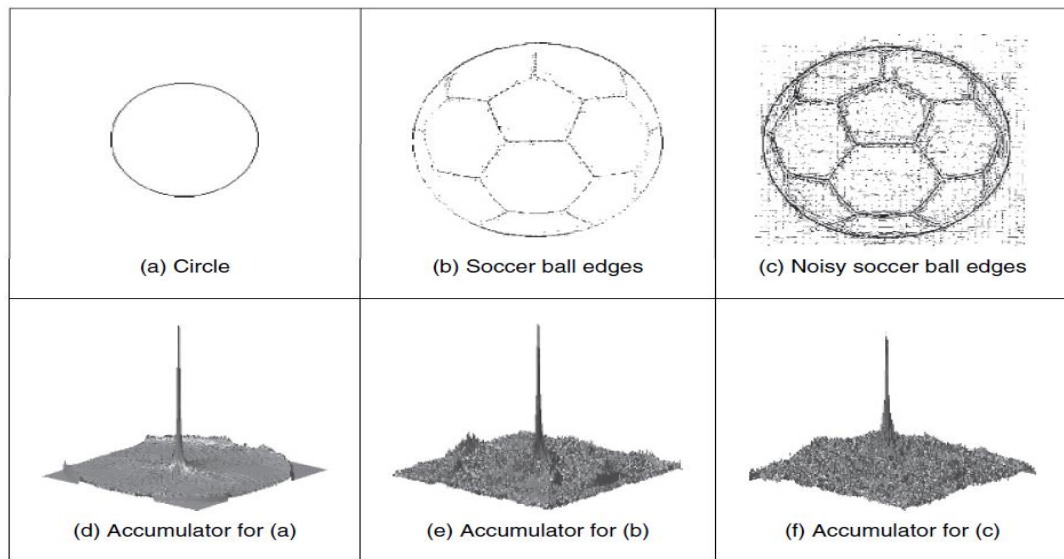 (a) Circle
(b) Soccer ball edges
(c) Noisy soccer ball edges
(d) Accumulator for (a)
(e) Accumulator for (b)
(f) Accumulator for (c)